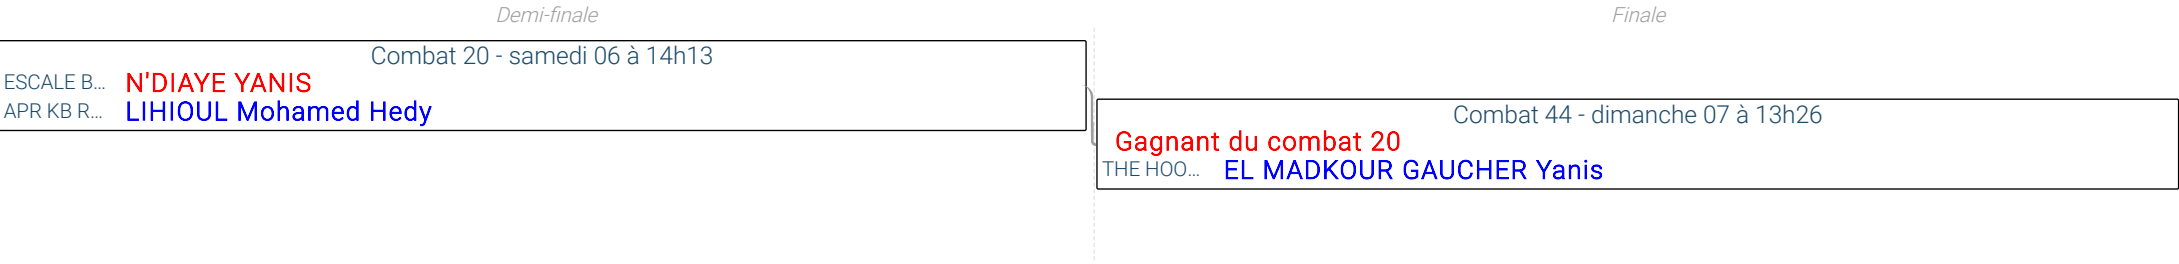 Demi-finale
Combat 20 - samedi 06 à 14h13
ESCALE B... N'DIAYE YANIS
APR KB R... LIHIOUL Mohamed Hedy
Finale
Combat 44 - dimanche 07 à 13h26
Gagnant du combat 20
THE HOO... EL MADKOUR GAUCHER Yanis